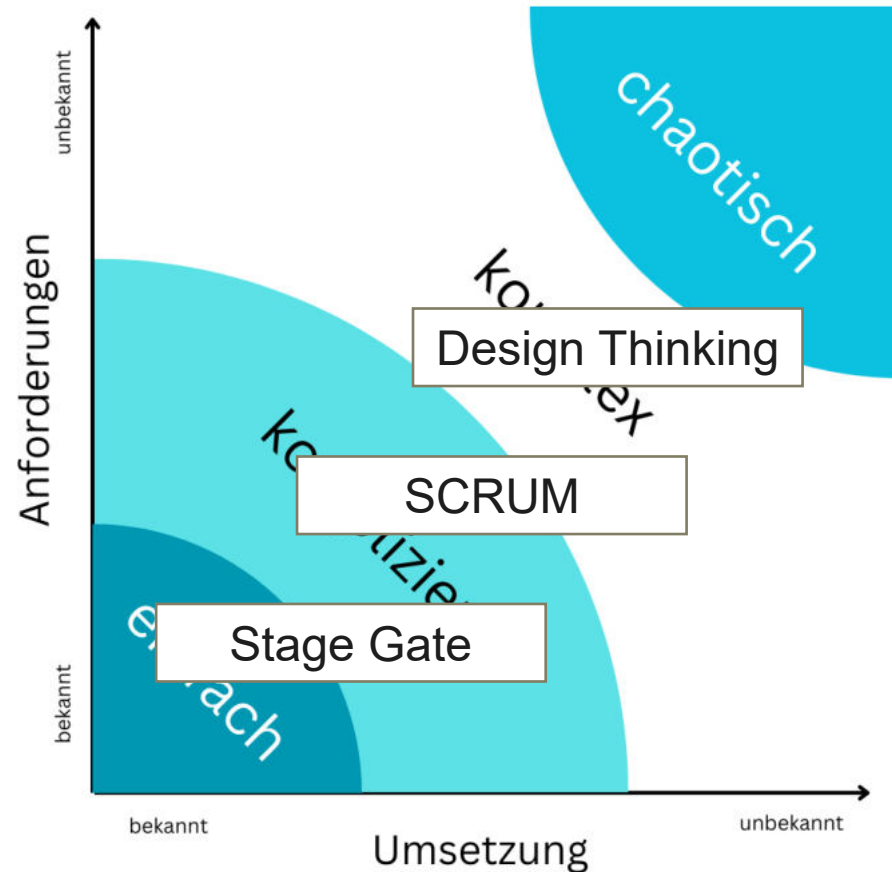 unbekannt
Anforderungen
bekannt
chaotisch
Design Thinking
SCRUM
Stage Gate
bekannt
unbekannt
Umsetzung